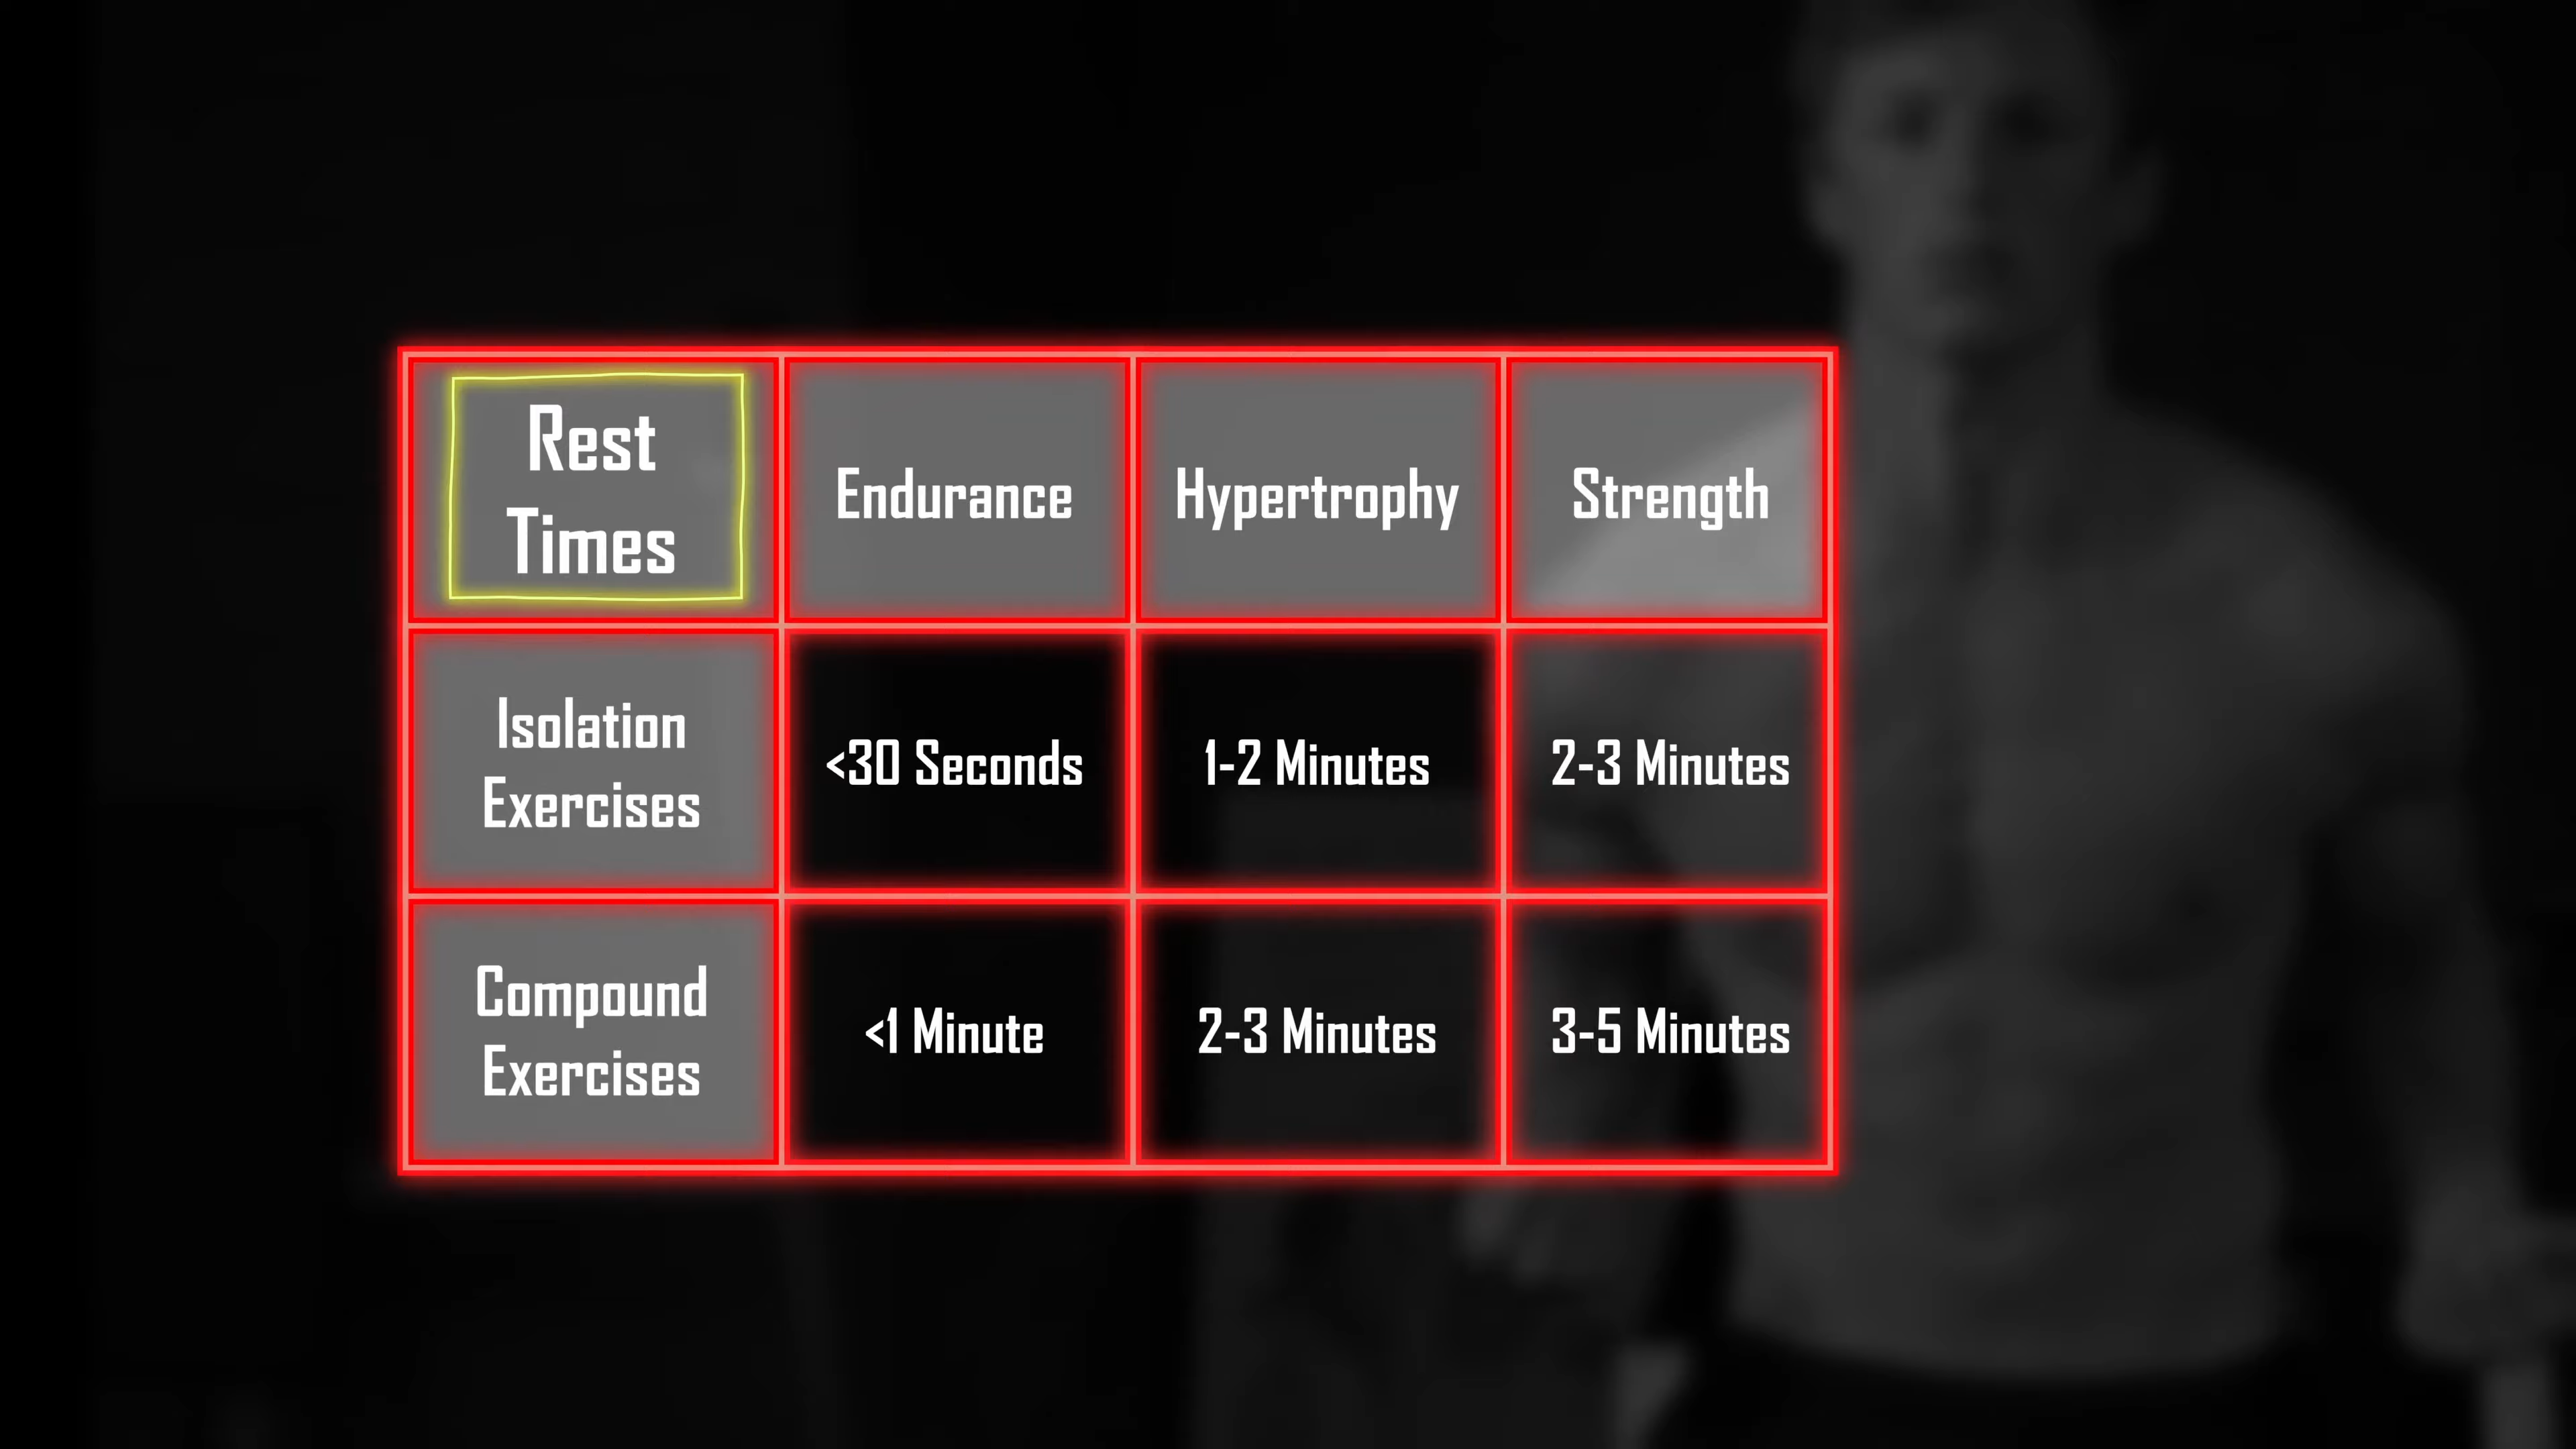 Rest
Times
Endurance
Hypertrophy
Strength
Isolation
Exercises
<30 Seconds
1-2 Minutes
2-3 Minutes
Compound
Exercises
<1 Minute
2-3 Minutes
3-5 Minutes